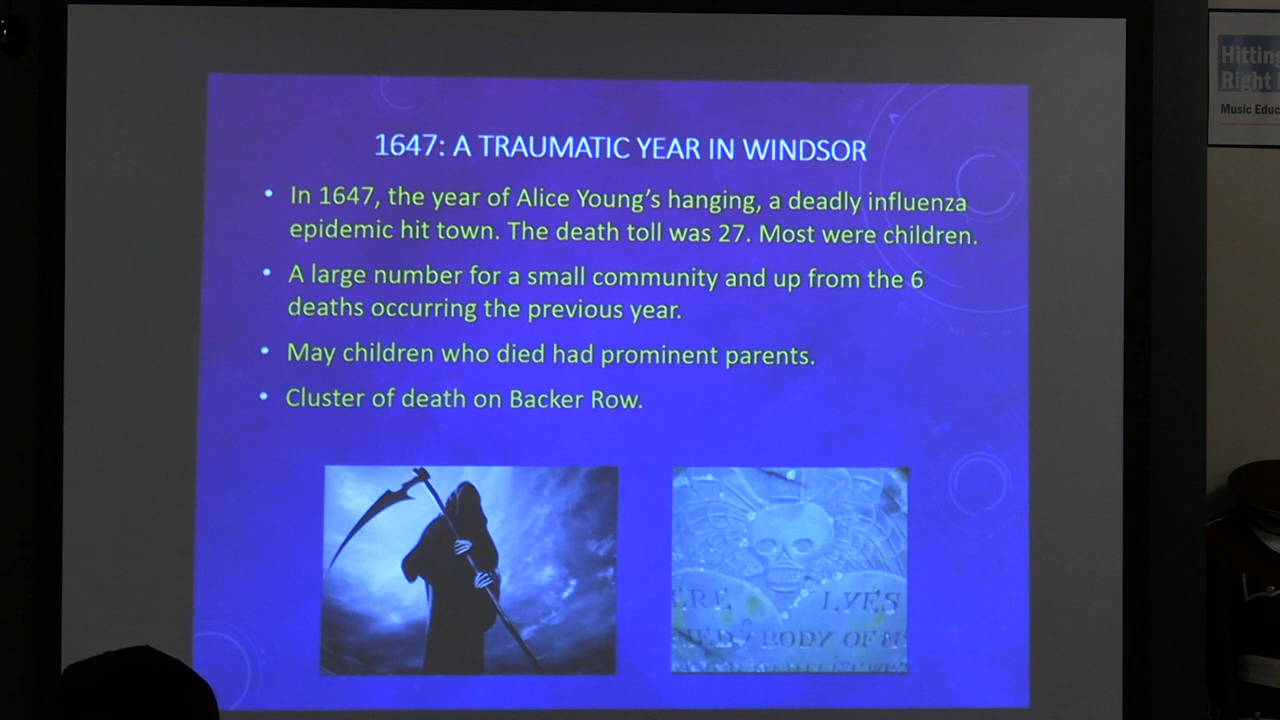 1647: A TRAUMATIC YEAR IN WINDSOR
• In 1647, the year of Alice Young's hanging, a deadly influenza
epidemic hit town. The death toll was 27. Most were children.
• A large number for a small community and up from the 6
deaths occurring the previous year.
• May children who died had prominent parents.
• Cluster of death on Backer Row.
ERE LYES
BODY OF
Hitting
Right
Music Educ